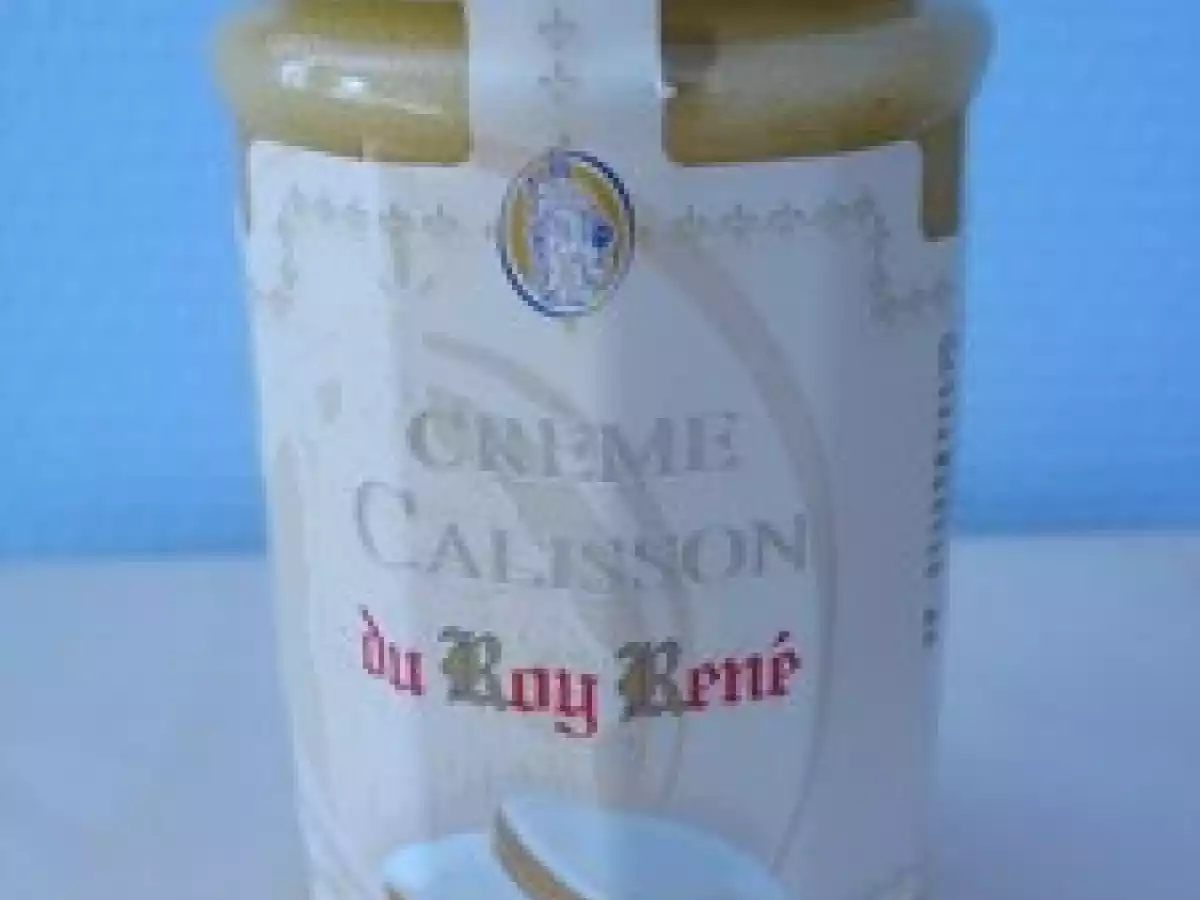 CREME
CALISSON
du Roy René